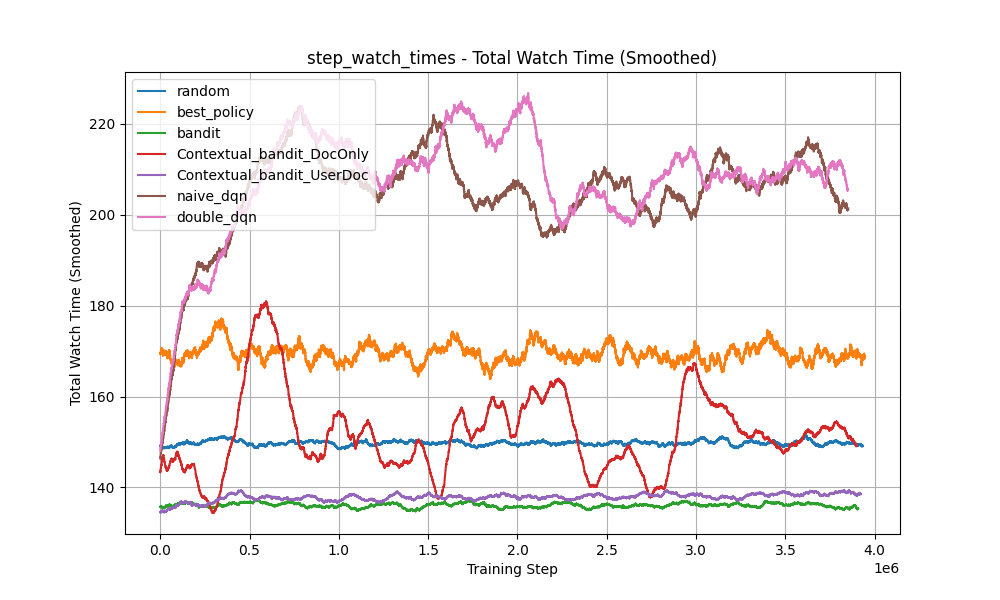 step_watch_times - Total Watch Time (Smoothed)
random
best_policy
bandit
Contextual_bandit_DocOnly
Contextual_bandit_UserDoc
naive_dqn
double_dqn
220
200
180
160
140
Total Watch Time (Smoothed)
0.0 0.5 1.0 1.5 2.0 2.5 3.0 3.5 4.0
1e6
Training Step